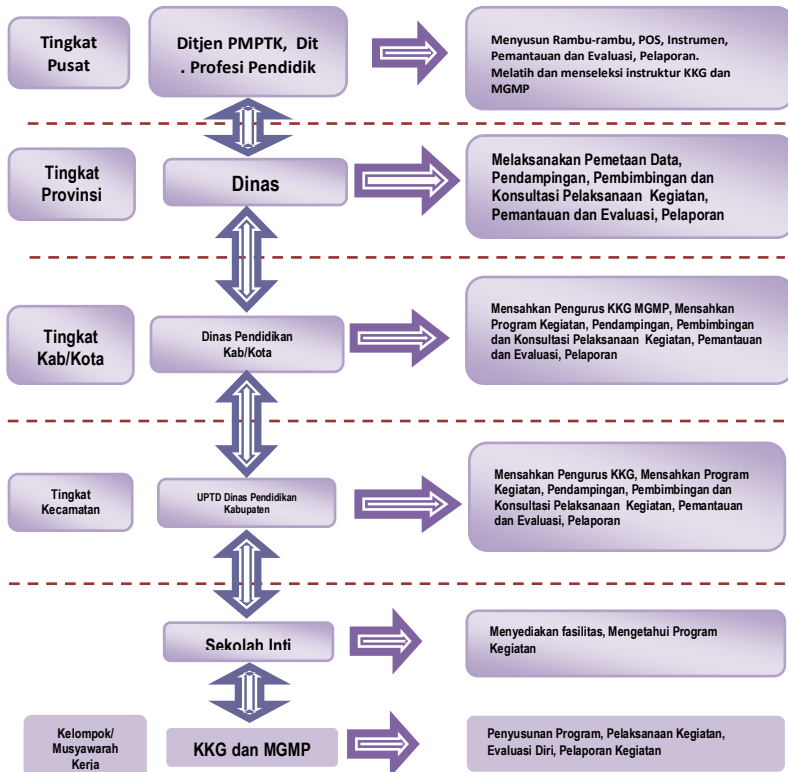 Tingkat
Pusat
Ditjen PMPTK, Dit
. Profesi Pendidik
Menyusun Rambu-rambu, POS, Instrumen,
Pemantauan dan Evaluasi, Pelaporan.
Melatih dan menseleksi instruktur KKG dan
MGMP
Tingkat
Provinsi
Dinas
Melaksanakan Pemetaan Data,
Pendampingan, Pembimbingan dan
Konsultasi Pelaksanaan Kegiatan,
Pemantauan dan Evaluasi, Pelaporan
Tingkat
Kab/Kota
Dinas Pendidikan
Kab/Kota
Mensahkan Pengurus KKG MGMP, Mensahkan
Program Kegiatan, Pendampingan, Pembimbingan
dan Konsultasi Pelaksanaan Kegiatan, Pemantauan
dan Evaluasi, Pelaporan
Tingkat
Kecamatan
UPTD Dinas Pendidikan
Kabupaten
Mensahkan Pengurus KKG, Mensahkan Program
Kegiatan, Pendampingan, Pembimbingan dan
Konsultasi Pelaksanaan Kegiatan, Pemantauan
dan Evaluasi, Pelaporan
Sekolah Inti
Menyediakan fasilitas, Mengetahui Program
Kegiatan
Kelompok/
Musyawarah
Kerja
KKG dan MGMP
Penyusunan Program, Pelaksanaan Kegiatan,
Evaluasi Diri, Pelaporan Kegiatan